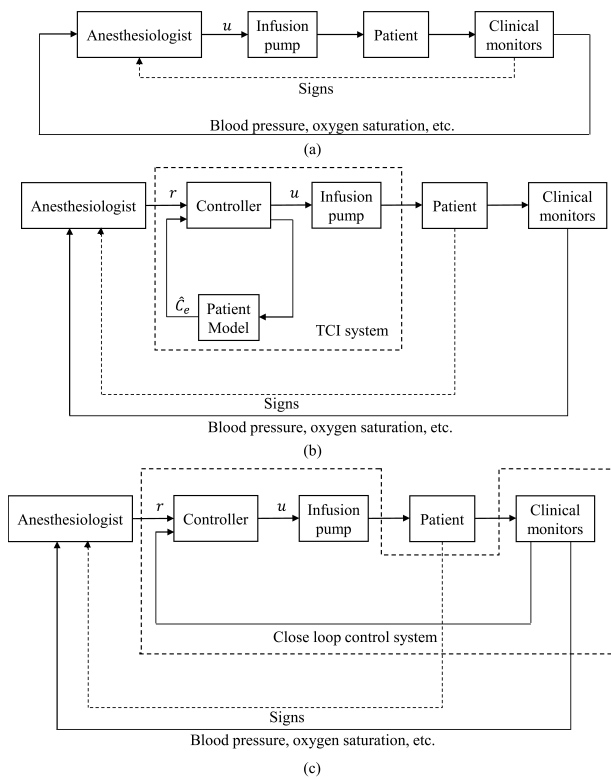 Anesthesiologist
u
Infusion
pump
Patient
Clinical
monitors
Signs
Blood pressure, oxygen saturation, etc.
(a)
Anesthesiologist
r
Controller
u
Infusion
pump
Patient
Clinical
monitors
Ĉ_e
Patient
Model
TCI system
Signs
Blood pressure, oxygen saturation, etc.
(b)
Anesthesiologist
r
Controller
u
Infusion
pump
Patient
Clinical
monitors
Close loop control system
Signs
Blood pressure, oxygen saturation, etc.
(c)